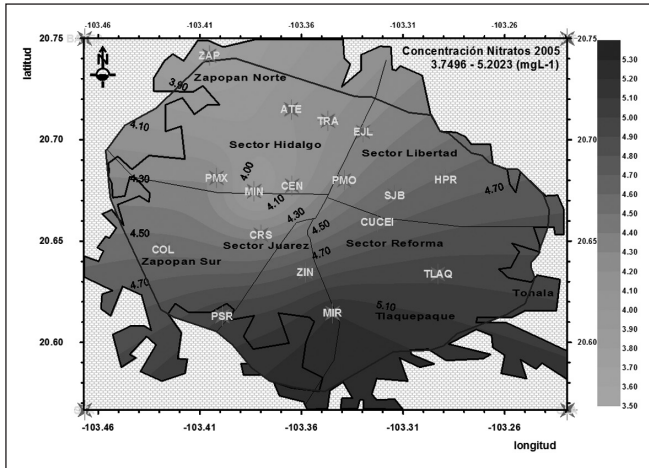 -103.46 -103.41 -103.36 -103.31 -103.26
20.75 20.75
latitud
N
Concentración Nitratos 2005
3.7496 - 5.2023 (mgL-1)
ZAP
Zapopan Norte
3.90
ATE
TRA
EJL
4.10
20.70 20.70
Sector Hidalgo
Sector Libertad
4.00
4.30
PMX
MIN
CEN
PMO
HPR
4.70
SJB
4.10
4.30
4.50
4.50
CUCEI
CRS
Sector Juarez
Sector Reforma
20.65 20.65
COL
Zapopan Sur
4.70
4.70
ZIN
TLAQ
Tonala
5.10
PSR
MIR
Tlaquepaque
20.60 20.60
-103.46 -103.41 -103.36 -103.31 -103.26
longitud
5.30
5.20
5.10
5.00
4.90
4.80
4.70
4.60
4.50
4.40
4.30
4.20
4.10
4.00
3.90
3.80
3.70
3.60
3.50